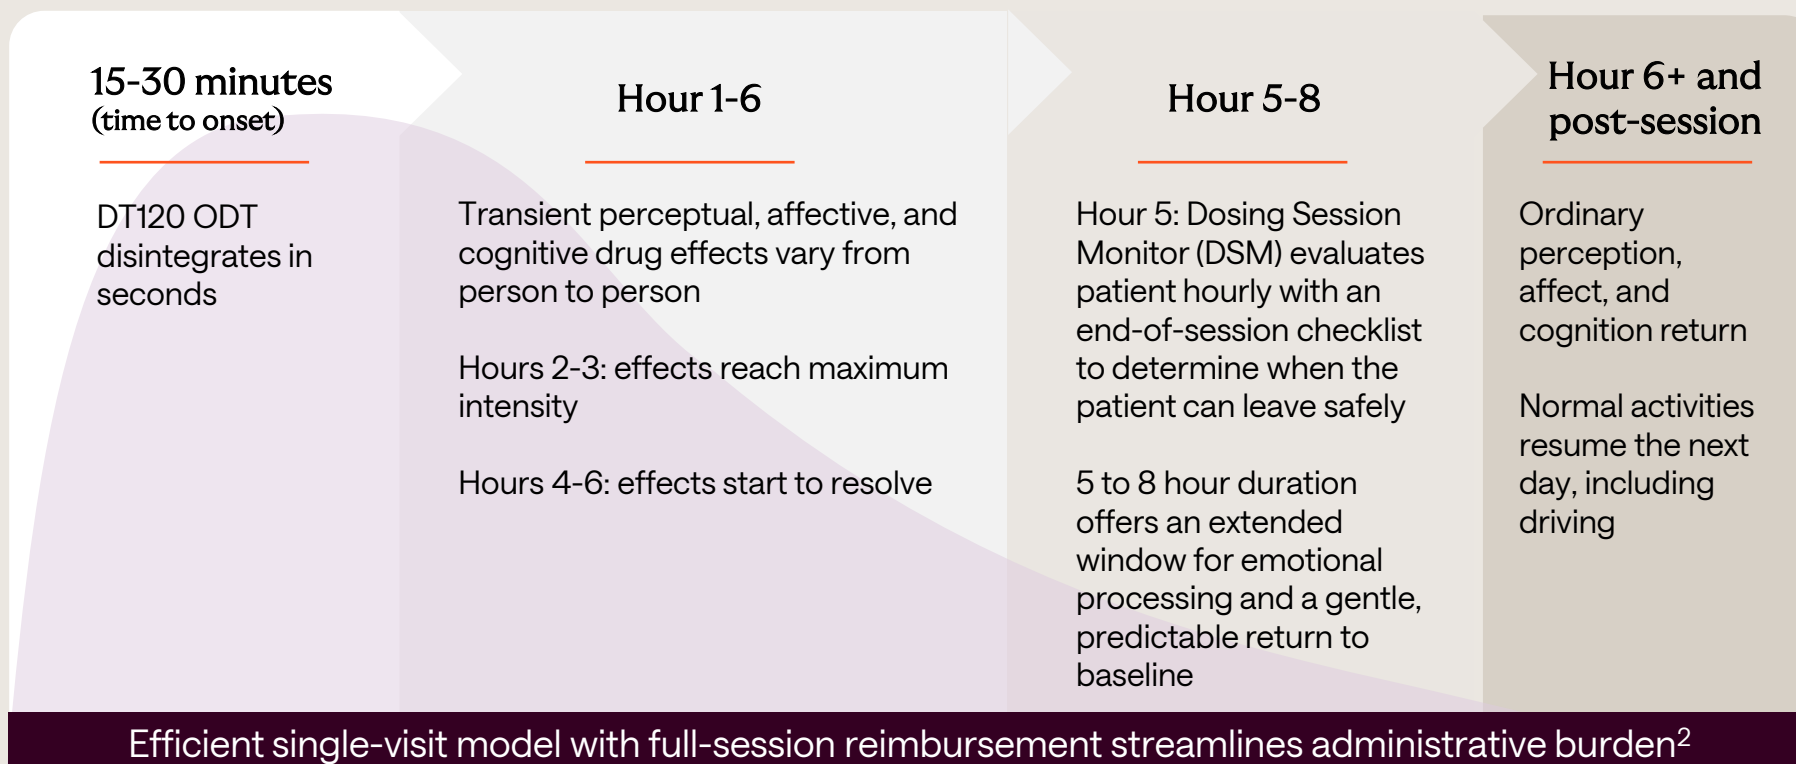 15-30 minutes
(time to onset)
DT120 ODT
disintegrates in
seconds
Hour 1-6
Transient perceptual, affective, and
cognitive drug effects vary from
person to person
Hours 2-3: effects reach maximum
intensity
Hours 4-6: effects start to resolve
Hour 5-8
Hour 5: Dosing Session
Monitor (DSM) evaluates
patient hourly with an
end-of-session checklist
to determine when the
patient can leave safely
5 to 8 hour duration
offers an extended
window for emotional
processing and a gentle,
predictable return to
baseline
Hour 6+ and
post-session
Ordinary
perception,
affect, and
cognition return
Normal activities
resume the next
day, including
driving
Efficient single-visit model with full-session reimbursement streamlines administrative burden²